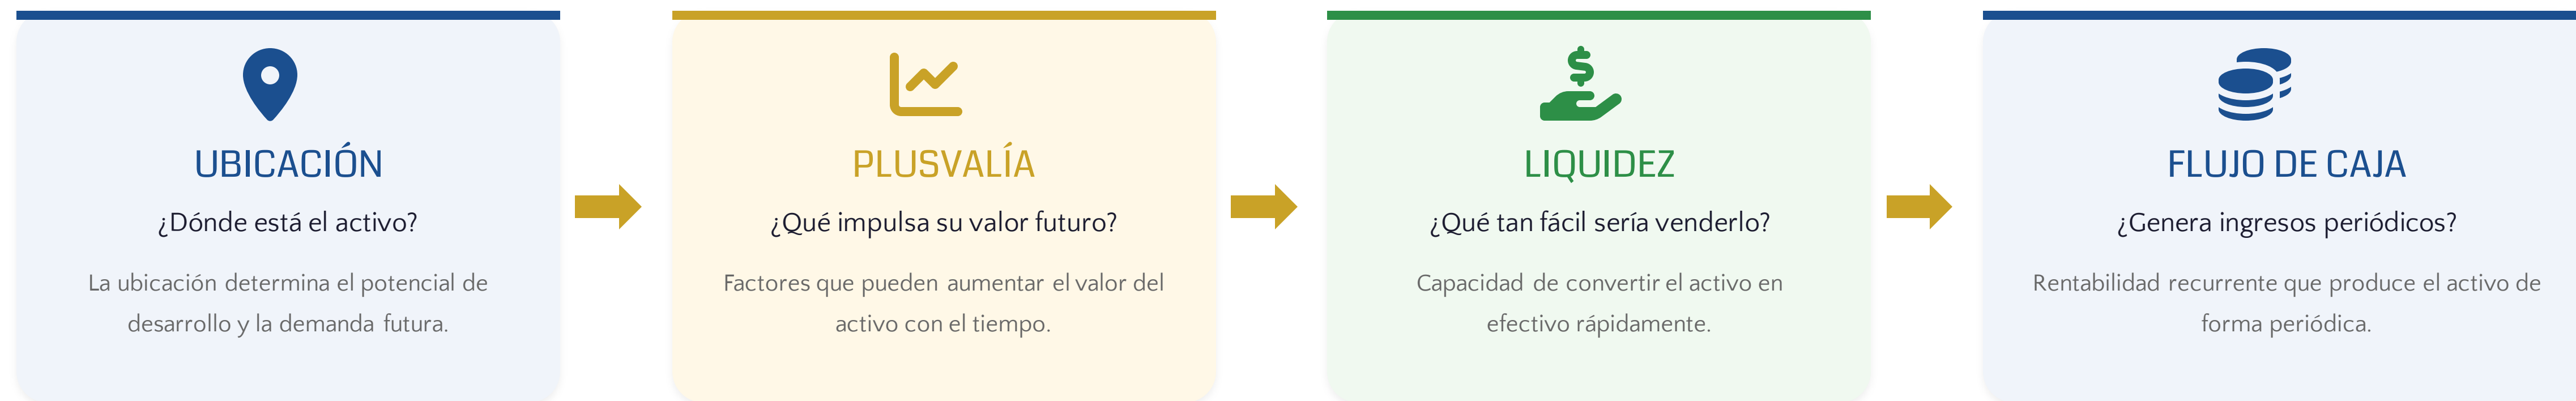 UBICACIÓN
¿Dónde está el activo?
La ubicación determina el potencial de
desarrollo y la demanda futura.
PLUSVALÍA
¿Qué impulsa su valor futuro?
Factores que pueden aumentar el valor del
activo con el tiempo.
LIQUIDEZ
¿Qué tan fácil sería venderlo?
Capacidad de convertir el activo en
efectivo rápidamente.
FLUJO DE CAJA
¿Genera ingresos periódicos?
Rentabilidad recurrente que produce el activo de
forma periódica.